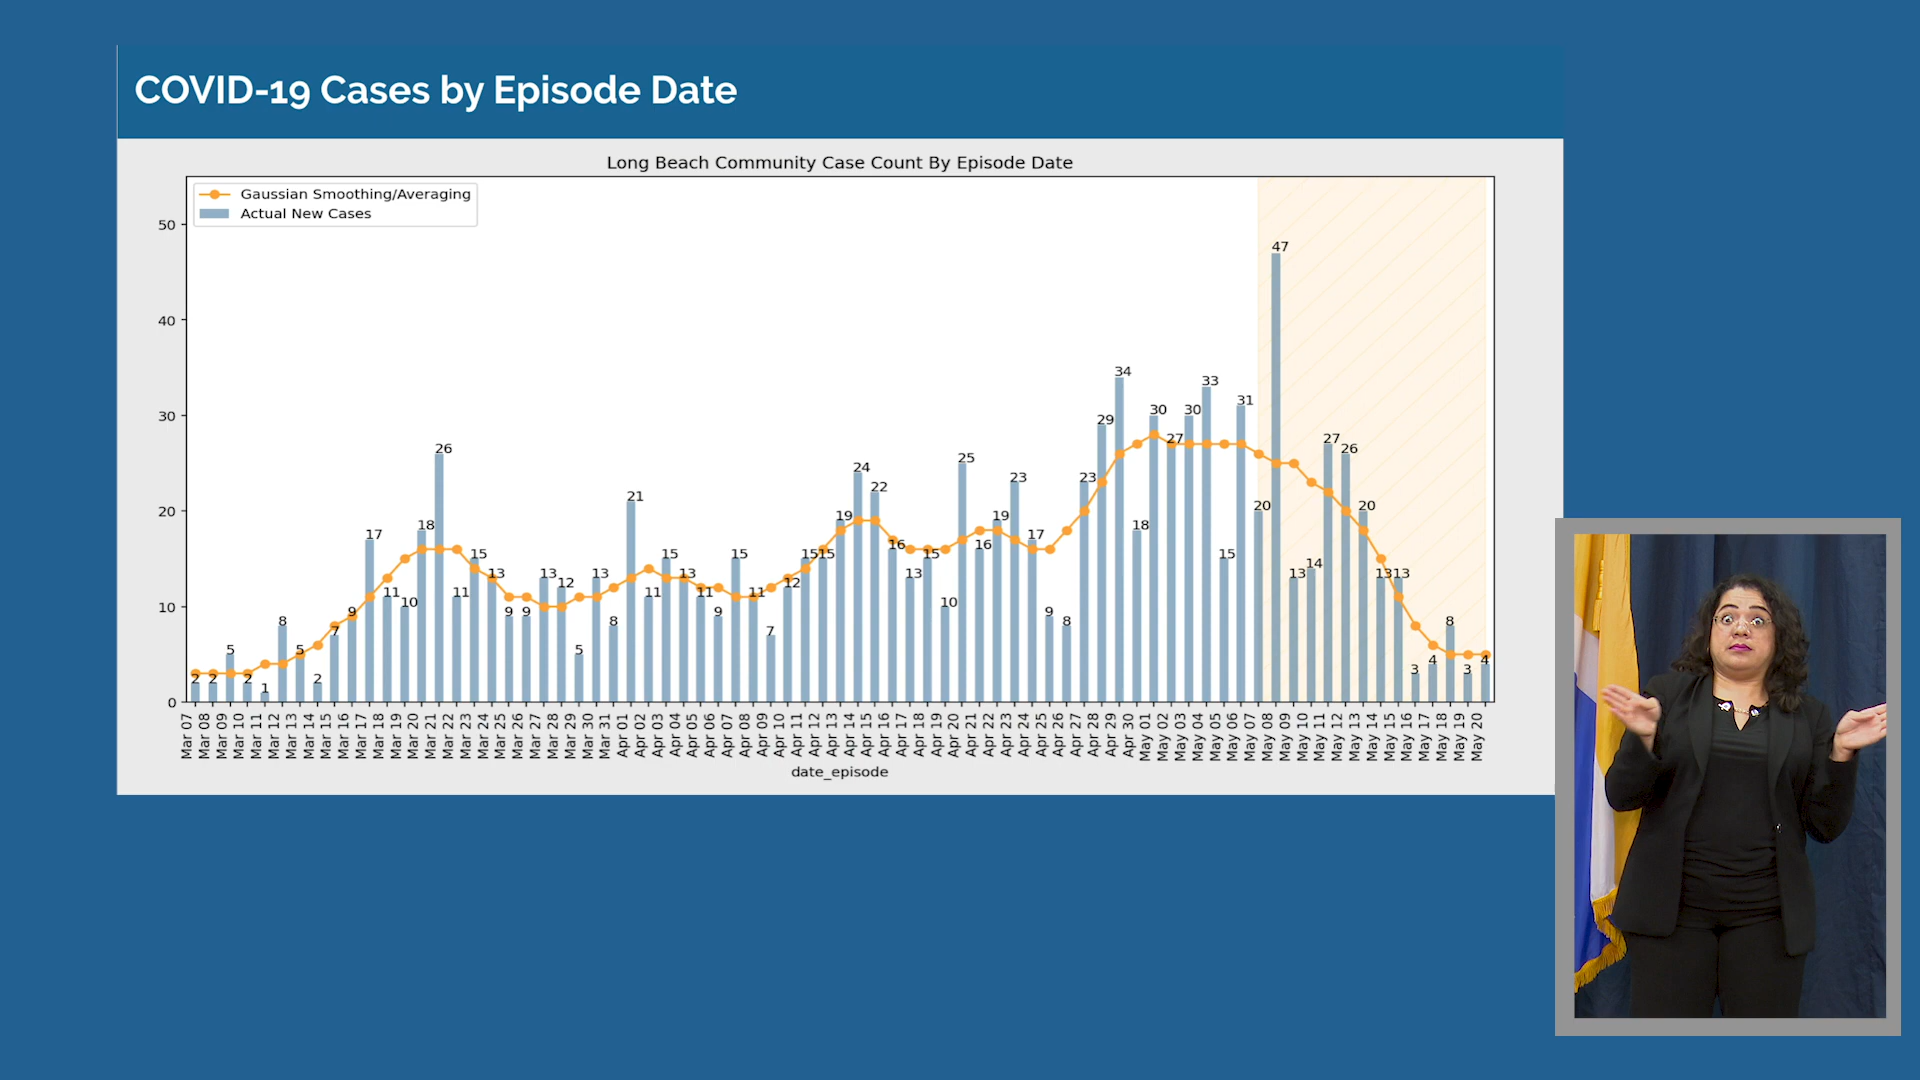 COVID-19 Cases by Episode Date
Long Beach Community Case Count By Episode Date
Gaussian Smoothing/Averaging
Actual New Cases
50
40
30
20
10
0
2 2 5 2 1 8 5 2 7 9 17 11 10 18 26 11 15 13 9 9 13 12 5 13 8 21 11 15 13 11 9 15 11 7 12 15 15 19 24 22 16 13 15 10 25 16 19 23 17 9 8 23 29 34 18 30 27 30 33 15 31 20 47 13 14 27 26 20 13 13 3 4 8 3 4
Mar 07 Mar 08 Mar 09 Mar 10 Mar 11 Mar 12 Mar 13 Mar 14 Mar 15 Mar 16 Mar 17 Mar 18 Mar 19 Mar 20 Mar 21 Mar 22 Mar 23 Mar 24 Mar 25 Mar 26 Mar 27 Mar 28 Mar 29 Mar 30 Mar 31 Apr 01 Apr 02 Apr 03 Apr 04 Apr 05 Apr 06 Apr 07 Apr 08 Apr 09 Apr 10 Apr 11 Apr 12 Apr 13 Apr 14 Apr 15 Apr 16 Apr 17 Apr 18 Apr 19 Apr 20 Apr 21 Apr 22 Apr 23 Apr 24 Apr 25 Apr 26 Apr 27 Apr 28 Apr 29 Apr 30 May 01 May 02 May 03 May 04 May 05 May 06 May 07 May 08 May 09 May 10 May 11 May 12 May 13 May 14 May 15 May 16 May 17 May 18 May 19 May 20
date_episode